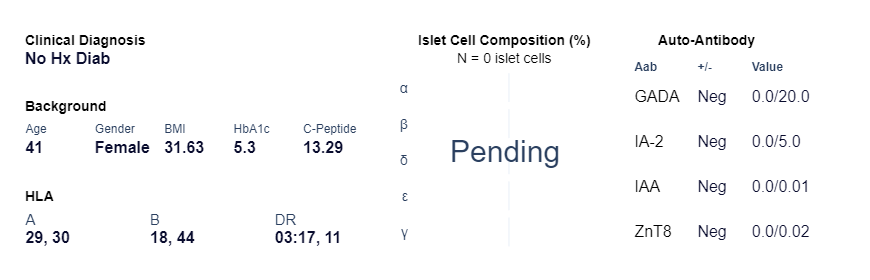 Clinical Diagnosis
No Hx Diab
Background
Age Gender BMI HbA1c C-Peptide
41 Female 31.63 5.3 13.29
HLA
A B DR
29, 30 18, 44 03:17, 11
Islet Cell Composition (%)
N = 0 islet cells
α
β
δ
ε
γ
Pending
Auto-Antibody
Aab +/- Value
GADA Neg 0.0/20.0
IA-2 Neg 0.0/5.0
IAA Neg 0.0/0.01
ZnT8 Neg 0.0/0.02